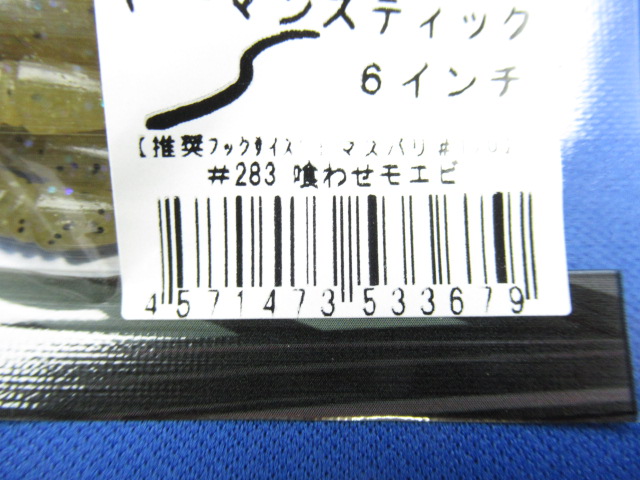 マンスティック
6インチ
【推奨フックサイズ マスバリ#
#283 喰わせモエビ
4571473533679